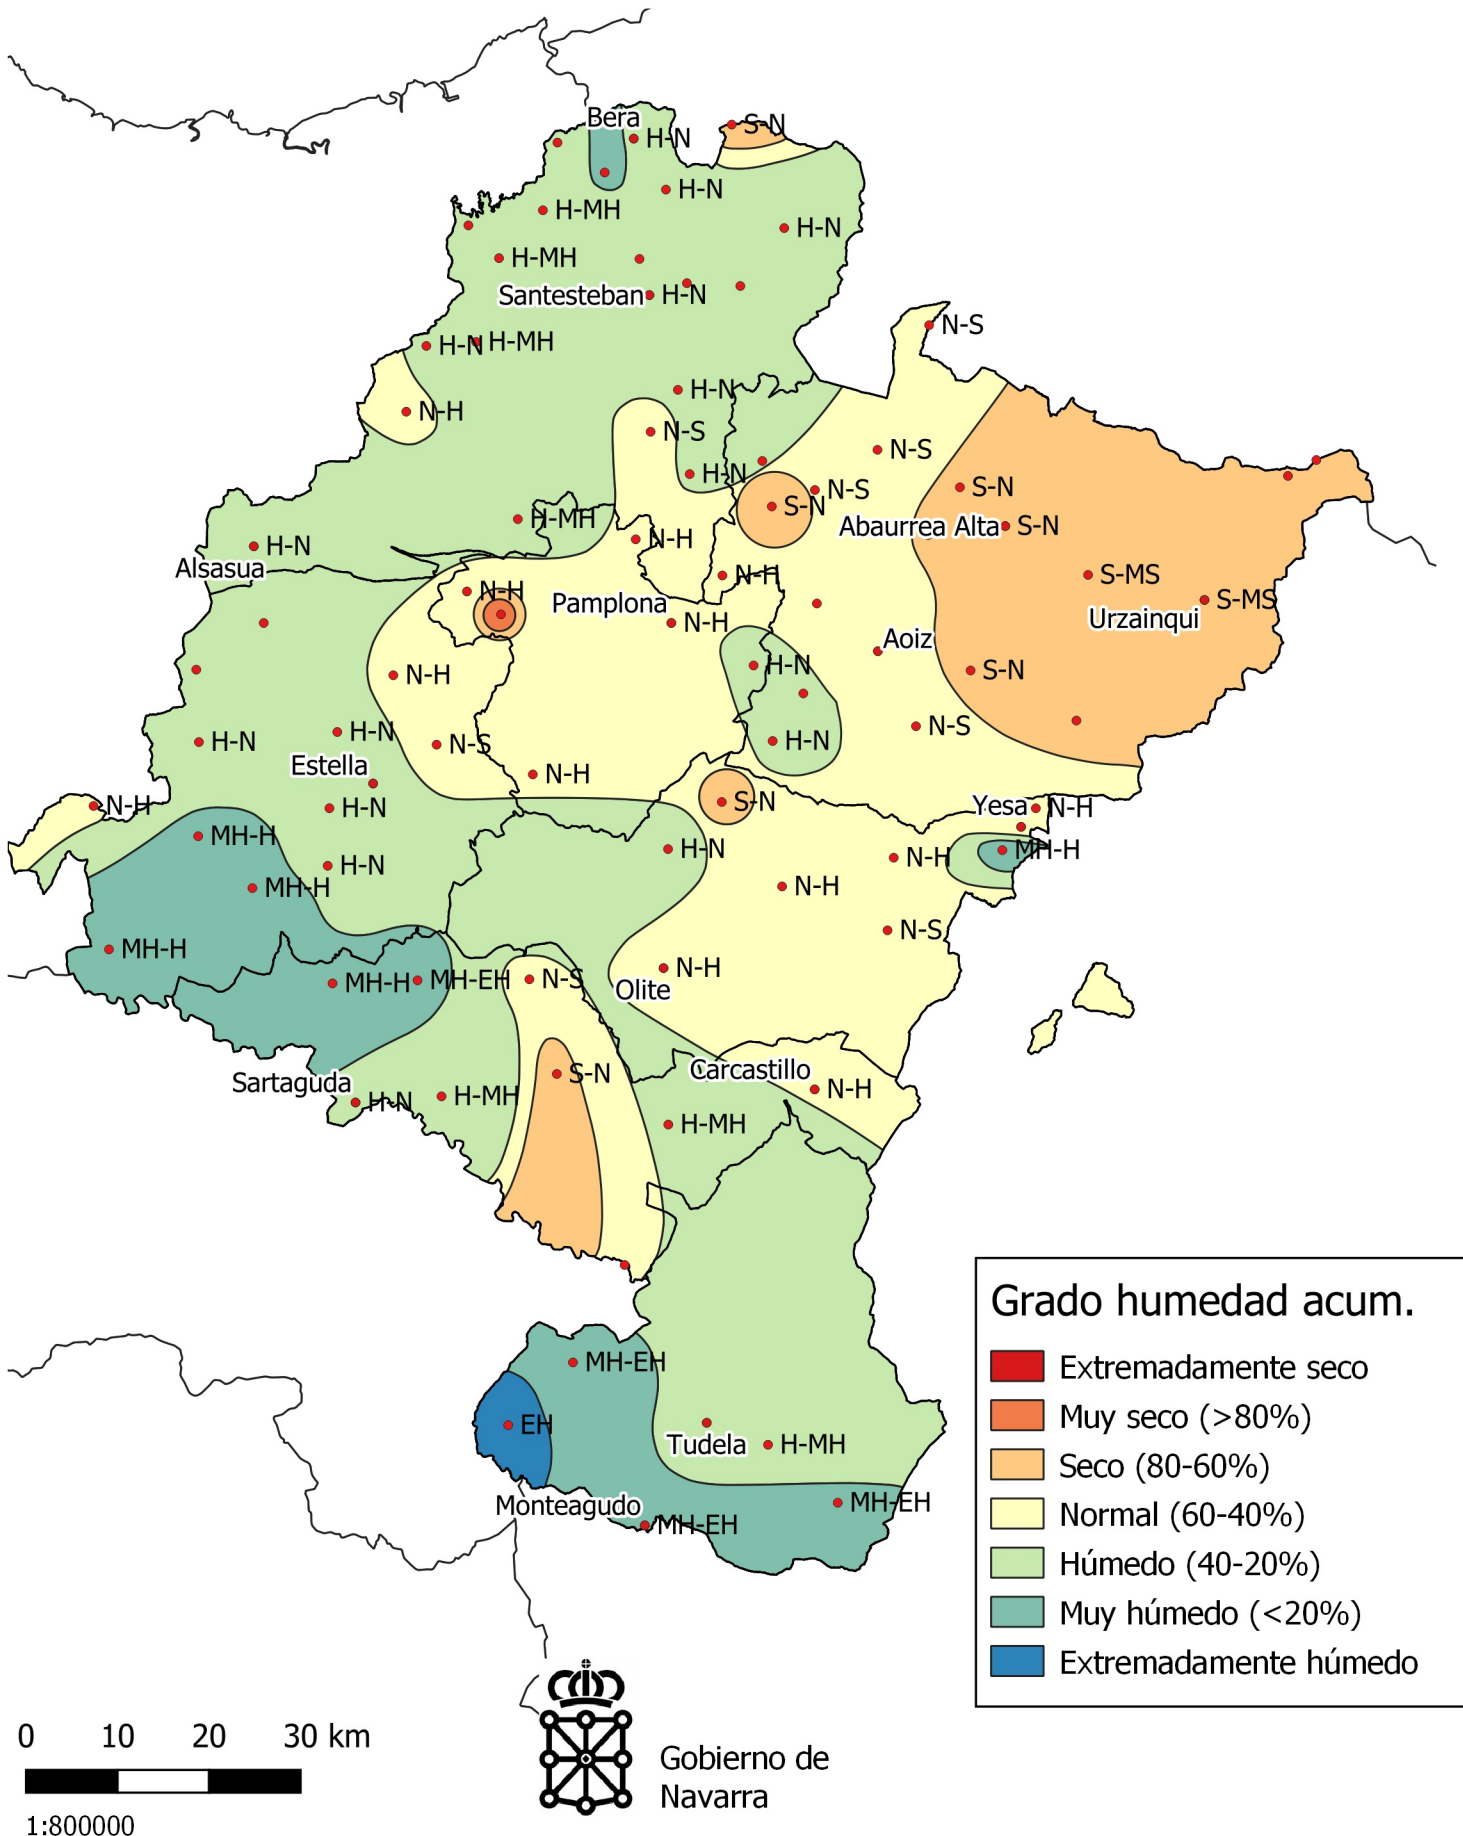 Bera
H-N
S-N
H-N
H-MH
H-N
H-MH
Santesteban
H-N
N-S
H-N
H-MH
H-N
N-H
N-S
N-S
H-N
S-N
N-S
S-N
H-MH
Abaurrea Alta
S-N
N-H
H-N
Alsasua
N-H
S-MS
N-H
Pamplona
S-MS
Urzainqui
N-H
Aoiz
H-N
N-H
S-N
H-N
H-N
N-S
H-N
N-S
Estella
N-H
S-N
N-H
H-N
Yesa
N-H
MH-H
H-N
N-H
MH-H
H-N
MH-H
N-H
N-S
MH-H
N-H
MH-H
MH-EH
N-S
Olite
Carcastillo
S-N
Sartaguda
H-N
H-MH
N-H
H-MH
MH-EH
EH
Tudela
H-MH
Monteagudo
MH-EH
MH-EH
Grado humedad acum.
Extremadamente seco
Muy seco (>80%)
Seco (80-60%)
Normal (60-40%)
Húmedo (40-20%)
Muy húmedo (<20%)
Extremadamente húmedo
0 10 20 30 km
1:800000
Gobierno de
Navarra